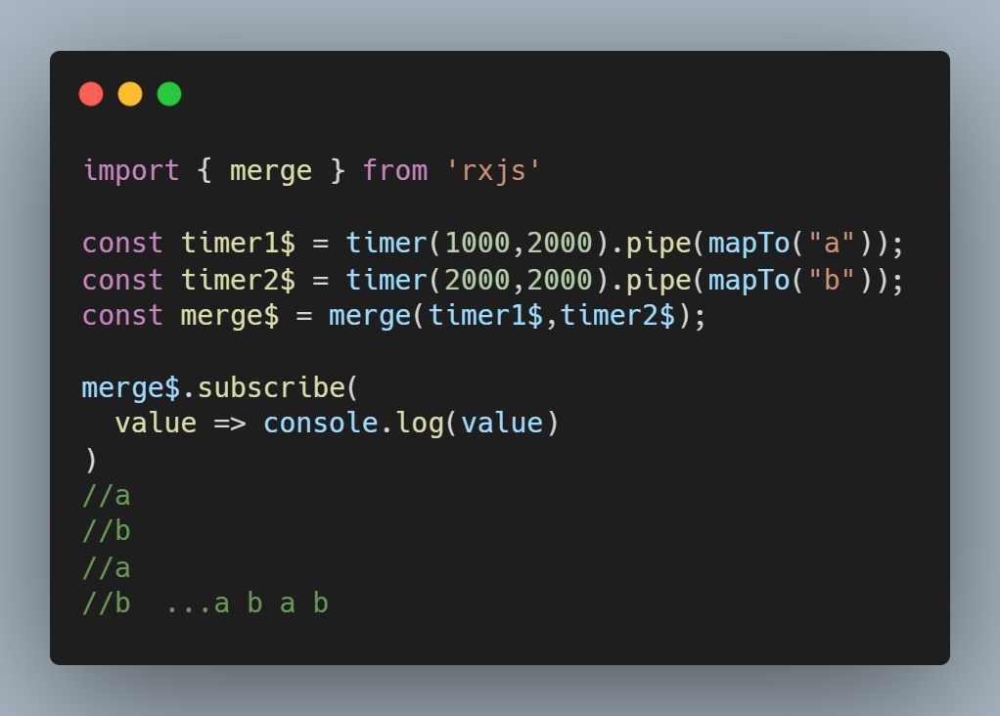 import { merge } from 'rxjs'
const timer1$ = timer(1000,2000).pipe(mapTo("a"));
const timer2$ = timer(2000,2000).pipe(mapTo("b"));
const merge$ = merge(timer1$,timer2$);
merge$.subscribe(
  value => console.log(value)
)
//a
//b
//a
//b  ...a b a b